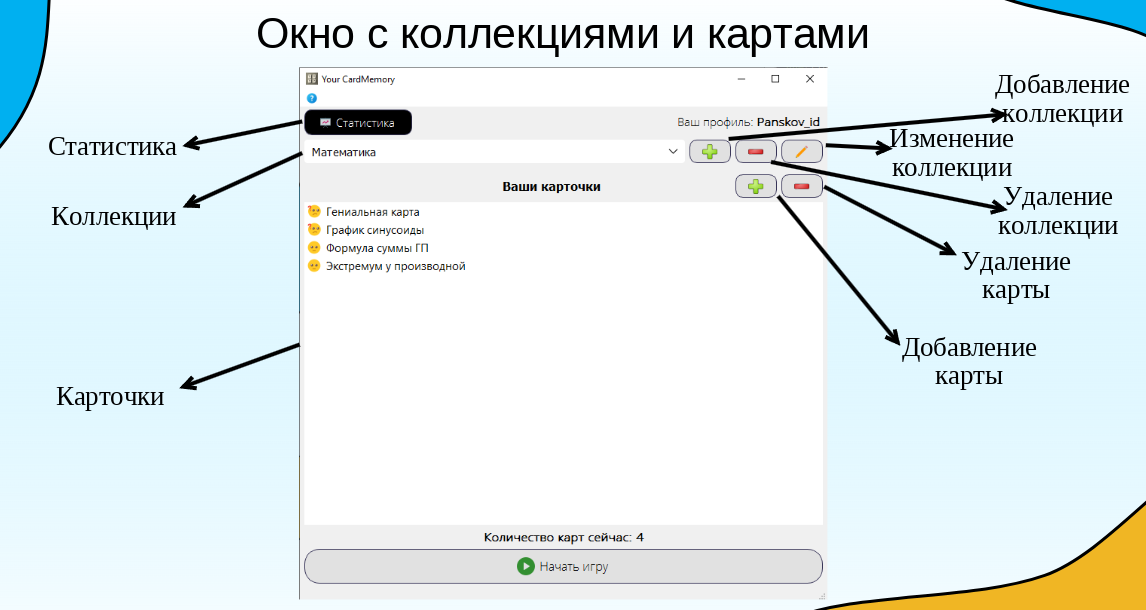 Окно с коллекциями и картами
Your CardMemory
Статистика
Ваш профиль: Panskov_id
Математика
Ваши карточки
Гениальная карта
График синусоиды
Формула суммы ГП
Экстремум у производной
Количество карт сейчас: 4
Начать игру
Статистика
Коллекции
Карточки
Добавление
коллекции
Изменение
коллекции
Удаление
коллекции
Удаление
карты
Добавление
карты